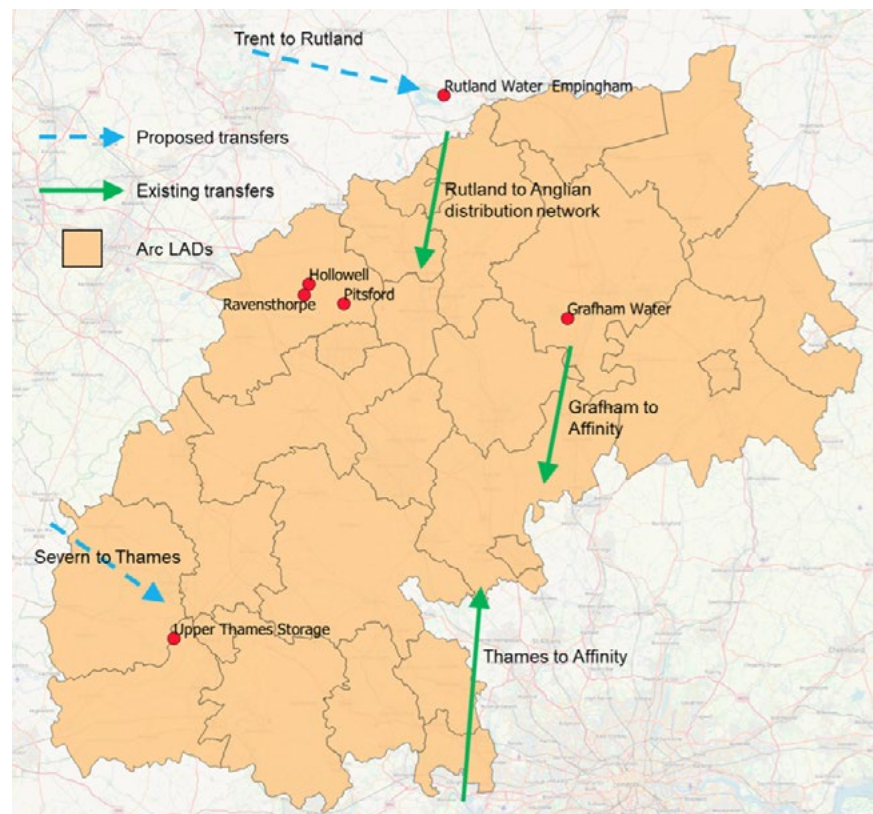 Trent to Rutland
Rutland Water Empingham
Proposed transfers
Existing transfers
Rutland to Anglian
distribution network
Arc LADs
Hollowell
Ravensthorpe
Pitsford
Grafham Water
Grafham to
Affinity
Severn to Thames
Upper Thames Storage
Thames to Affinity